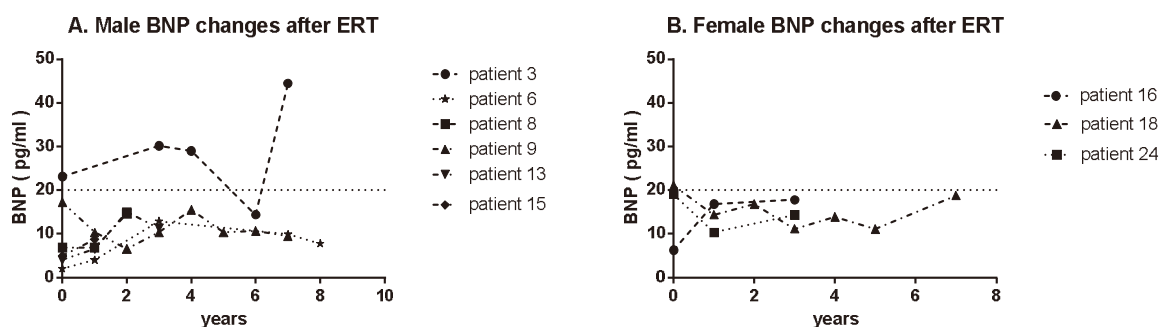 A. Male BNP changes after ERT
50
40
30
20
10
0
BNP ( pg/ml )
0 2 4 6 8 10
years
patient 3
patient 6
patient 8
patient 9
patient 13
patient 15
B. Female BNP changes after ERT
50
40
30
20
10
0
BNP ( pg/ml )
0 2 4 6 8
years
patient 16
patient 18
patient 24